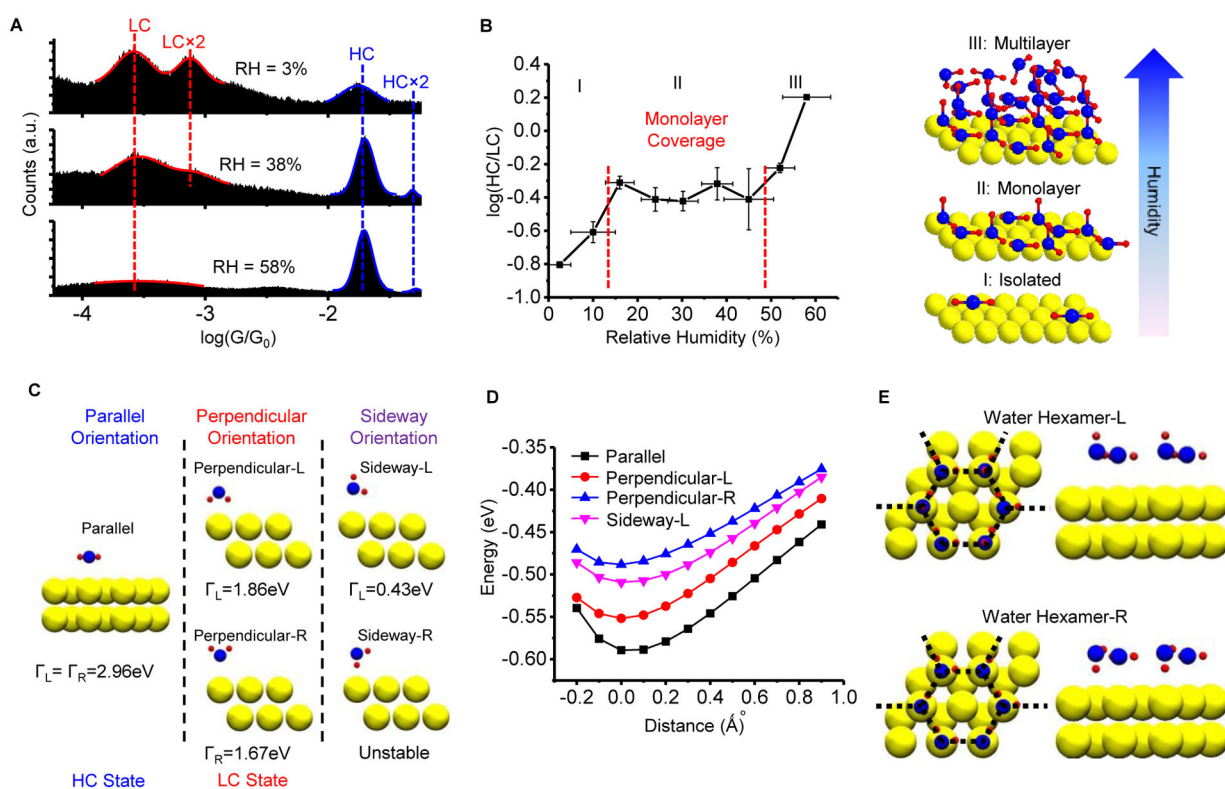 A
LC
LC×2
HC
HC×2
RH = 3%
RH = 38%
RH = 58%
Counts (a.u.)
-4
-3
-2
log(G/G₀)
B
I
II
III
Monolayer
Coverage
log(HC/LC)
0.4
0.2
0.0
-0.2
-0.4
-0.6
-0.8
-1.0
0
10
20
30
40
50
60
Relative Humidity (%)
III: Multilayer
II: Monolayer
I: Isolated
Humidity
C
Parallel
Orientation
Perpendicular
Orientation
Sideway
Orientation
Parallel
Γ_L= Γ_R=2.96eV
Perpendicular-L
Γ_L=1.86eV
Perpendicular-R
Γ_R=1.67eV
Sideway-L
Γ_L=0.43eV
Sideway-R
Unstable
HC State
LC State
D
Parallel
Perpendicular-L
Perpendicular-R
Sideway-L
Energy (eV)
-0.35
-0.40
-0.45
-0.50
-0.55
-0.60
-0.2
0.0
0.2
0.4
0.6
0.8
1.0
Distance (Å)
E
Water Hexamer-L
Water Hexamer-R